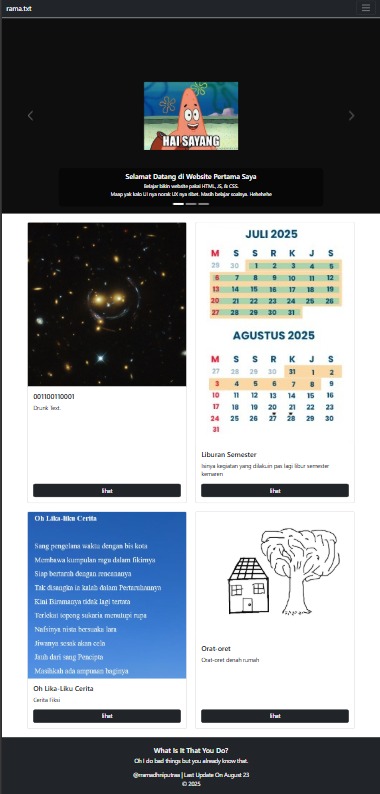 rama.txt
HAI SAYANG
Selamat Datang di Website Pertama Saya
Belajar bikin website pakai HTML, JS, & CSS.
Maap yak kalo UI nya norak UX nya ribet. Masih belajar soalnya. Hehehehe
001100110001
Drunk Text.
lihat
JULI 2025
M S S R K J S
29 30 1 2 3 4 5
6 7 8 9 10 11 12
13 14 15 16 17 18 19
20 21 22 23 24 25 26
27 28 29 30 31
AGUSTUS 2025
M S S R K J S
27 28 29 30 31 1 2
3 4 5 6 7 8 9
10 11 12 13 14 15 16
17 18 19 20 21 22 23
24 25 26 27 28 29 30
31
Liburan Semester
Isinya kegiatan yang dilakuin pas lagi libur semester
kemaren
lihat
Oh Lika-liku Cerita
Sang pengelana waktu dengan bis kota
Membawa kumpulan ragu dalam fikirnya
Siap bertaruh dengan rencananya
Tak disangka ia kalah dalam Pertaruhannya
Kini Bimanya tidak lagi tertata
Terlekat topeng sukaria menutupi rupa
Nafsinya nista bersuaka lara
Jiwanya sesak akan cela
Jauh dari sang Pencipta
Masihkah ada ampunan baginya
Oh Lika-Liku Cerita
Cerita Fiksi
lihat
Orat-oret
Orat-oret denah rumah
lihat
What Is It That You Do?
Oh I do bad things but you already know that.
@ramadhniputraa | Last Update On August 23
© 2025